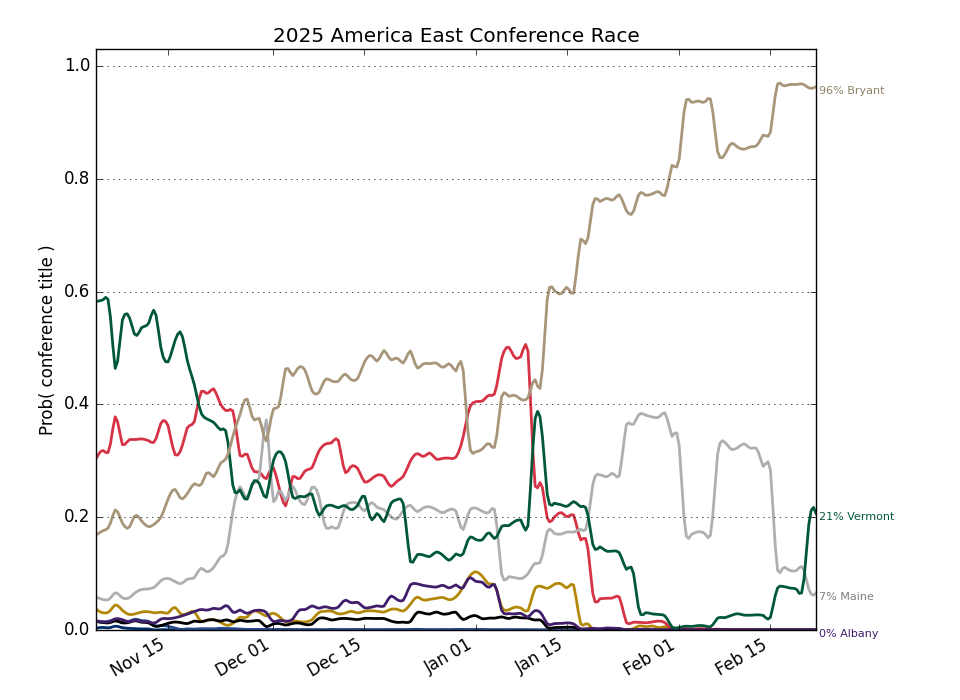 2025 America East Conference Race
1.0
0.8
0.6
0.4
0.2
0.0
Prob( conference title )
96% Bryant
21% Vermont
7% Maine
0% Albany
Nov 15
Dec 01
Dec 15
Jan 01
Jan 15
Feb 01
Feb 15